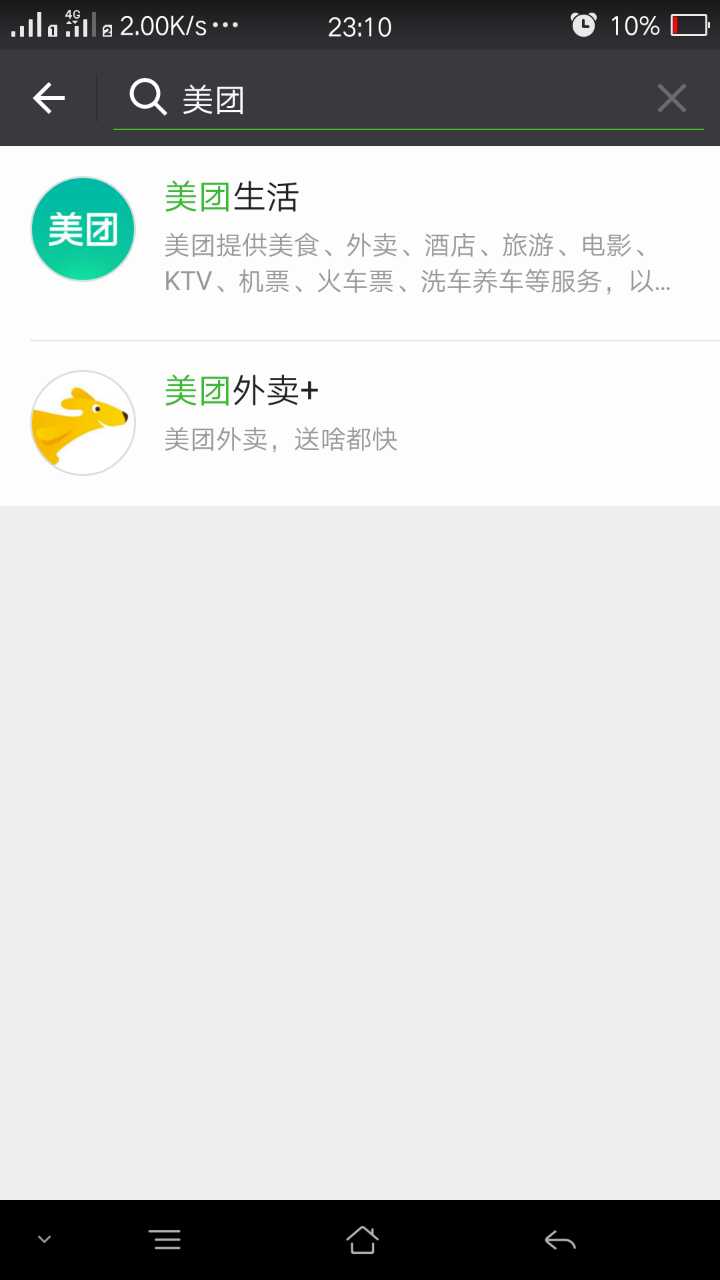 4G
1 2 2.00K/s... 23:10 10%
美团
美团
美团生活
美团提供美食、外卖、酒店、旅游、电影、
KTV、机票、火车票、洗车养车等服务，以...
美团外卖+
美团外卖，送啥都快